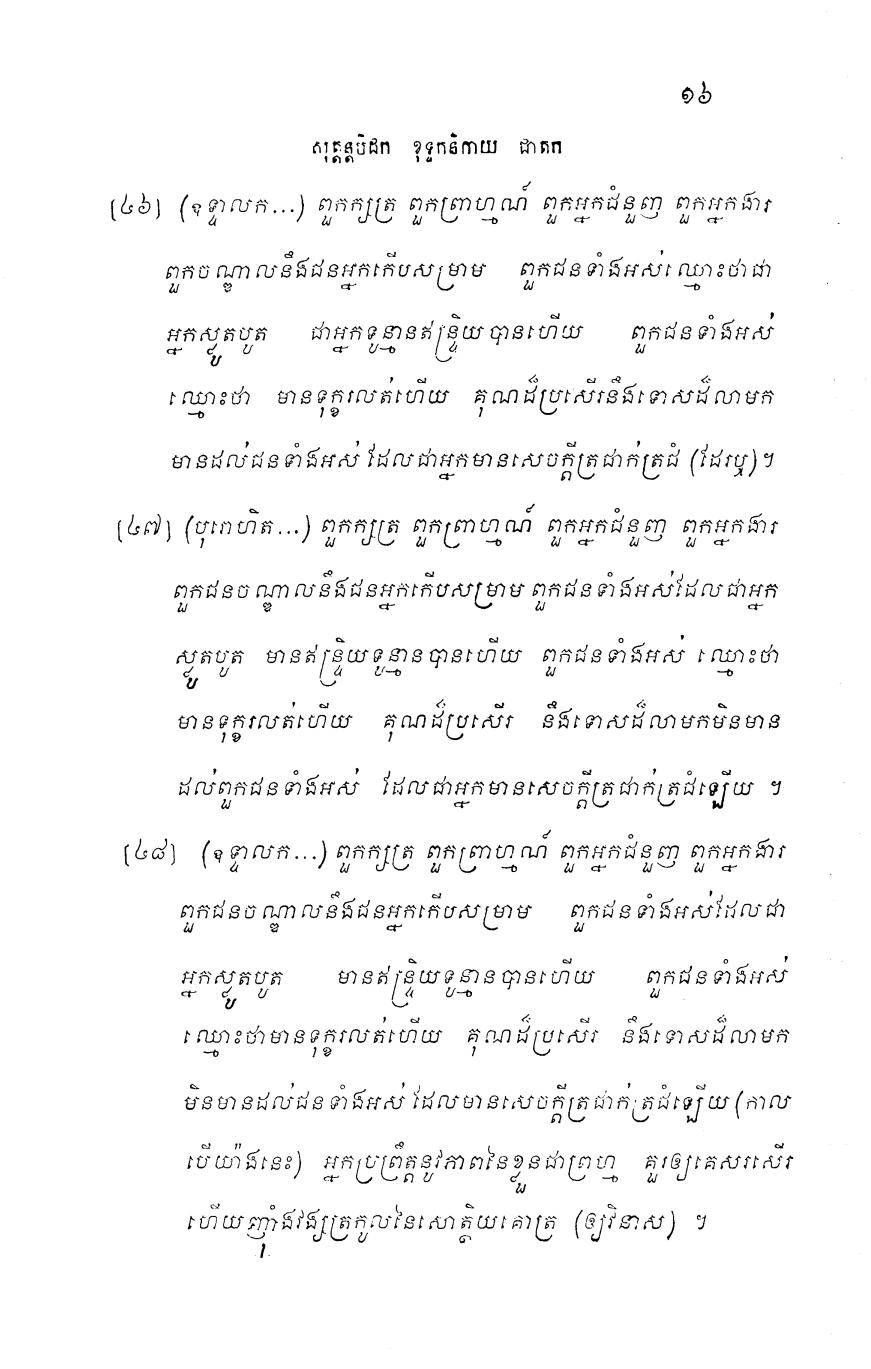 ១៦
សុត្តន្តបិដក ខុទ្ទកនិកាយ ជាតក
[៤៦] (ឧទ្ទាលក...) ពួកក្សត្រ ពួកព្រាហ្មណ៍ ពួកអ្នកជំនួញ ពួកអ្នកងារ
ពួកចណ្ឌាលនឹងជនអ្នកកើបសម្រាម ពួកជនទាំងអស់ឈ្មោះថាជា
អ្នកស្លូតបូត ជាអ្នកទូន្មានឥន្ទ្រិយបានហើយ ពួកជនទាំងអស់
ឈ្មោះថា មានទុក្ខរលត់ហើយ គុណដ៏ប្រសើរនឹងទោសដ៏លាមក
មានដល់ជនទាំងអស់ ដែលជាអ្នកមានសេចក្តីត្រជាក់ត្រជំ (ដែរឬ)។
[៤៧] (បុរោហិត...) ពួកក្សត្រ ពួកព្រាហ្មណ៍ ពួកអ្នកជំនួញ ពួកអ្នកងារ
ពួកជនចណ្ឌាលនឹងជនអ្នកកើបសម្រាម ពួកជនទាំងអស់ដែលជាអ្នក
ស្លូតបូត មានឥន្ទ្រិយទូន្មានបានហើយ ពួកជនទាំងអស់ ឈ្មោះថា
មានទុក្ខរលត់ហើយ គុណដ៏ប្រសើរ នឹងទោសដ៏លាមកមិនមាន
ដល់ពួកជនទាំងអស់ ដែលជាអ្នកមានសេចក្តីត្រជាក់ត្រជំឡើយ ។
[៤៨] (ឧទ្ទាលក...) ពួកក្សត្រ ពួកព្រាហ្មណ៍ ពួកអ្នកជំនួញ ពួកអ្នកងារ
ពួកជនចណ្ឌាលនឹងជនអ្នកកើបសម្រាម ពួកជនទាំងអស់ដែលជា
អ្នកស្លូតបូត មានឥន្ទ្រិយទូន្មានបានហើយ ពួកជនទាំងអស់
ឈ្មោះថាមានទុក្ខរលត់ហើយ គុណដ៏ប្រសើរ នឹងទោសដ៏លាមក
មិនមានដល់ជនទាំងអស់ ដែលមានសេចក្តីត្រជាក់ត្រជំឡើយ (កាល
បើយ៉ាងនេះ) អ្នកប្រព្រឹត្តនូវភាពនៃខ្លួនជាព្រហ្ម គួរឲ្យគេសរសើរ
ហើយញុំាងវង្សត្រកូលនៃសោត្ថិយគោត្រ (ឲ្យវិនាស) ។